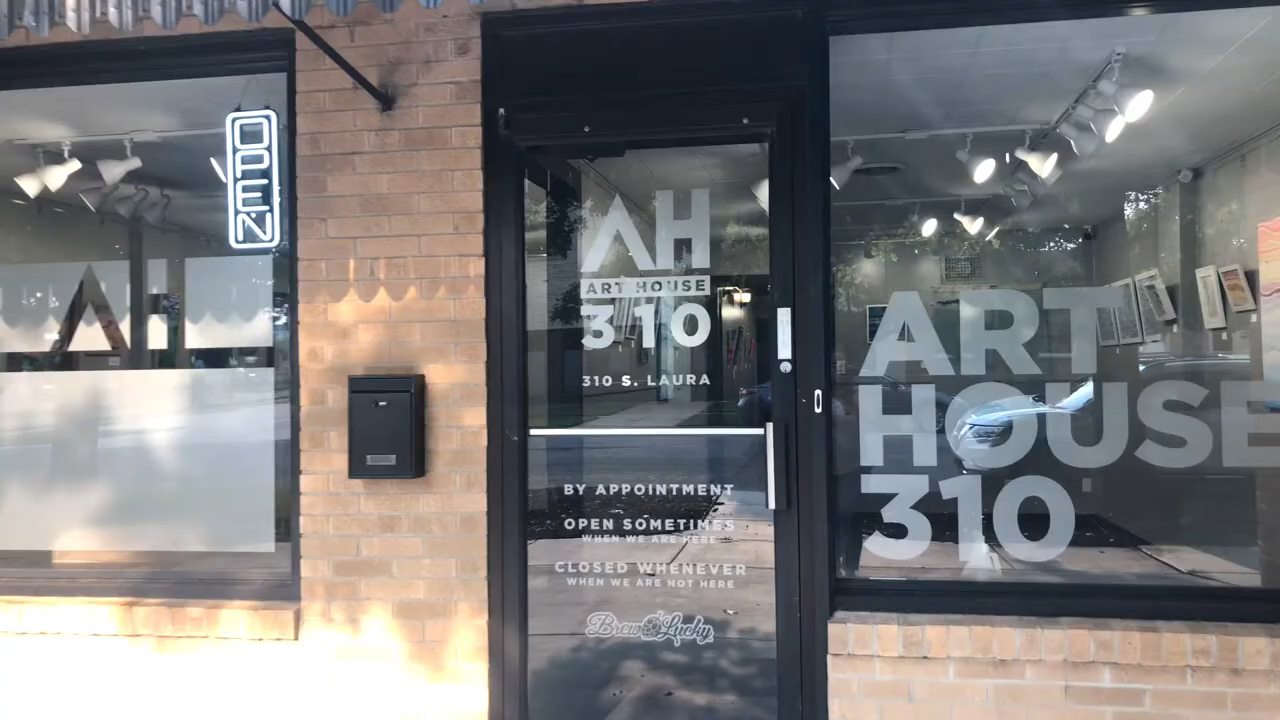 OPEN
AH
AH
ART HOUSE
310
310 S. LAURA
BY APPOINTMENT
OPEN SOMETIMES
WHEN WE ARE HERE
CLOSED WHENEVER
WHEN WE ARE NOT HERE
Brew Lucky
ART
HOUSE
310